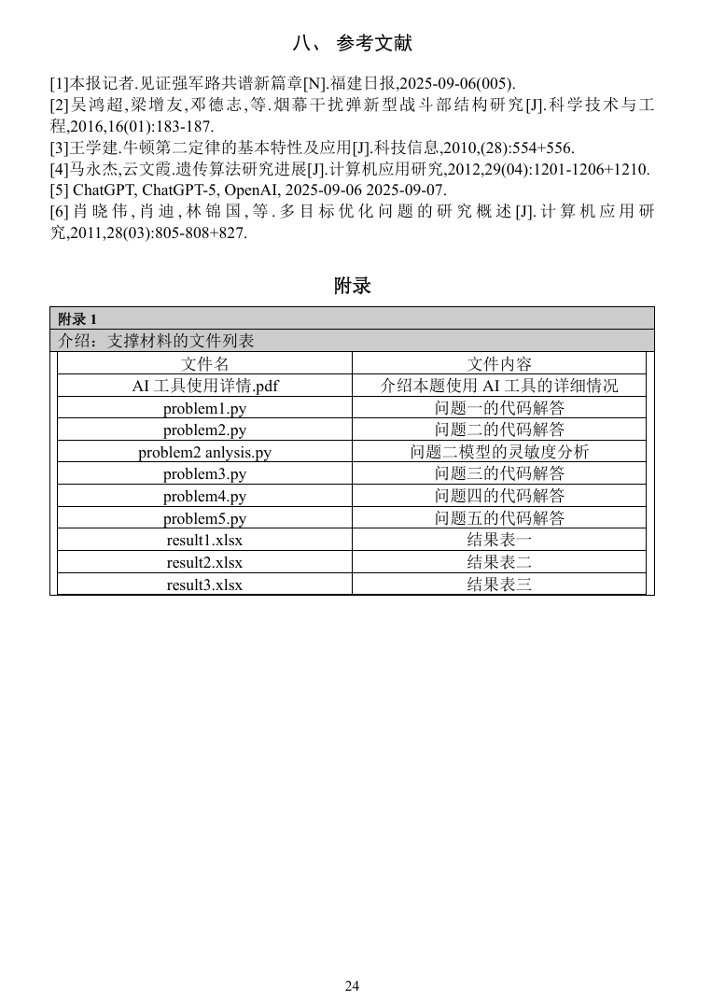 八、 参考文献
[1]本报记者.见证强军路共谱新篇章[N].福建日报,2025-09-06(005).
[2]吴鸿超,梁增友,邓德志,等.烟幕干扰弹新型战斗部结构研究[J].科学技术与工
程,2016,16(01):183-187.
[3]王学建.牛顿第二定律的基本特性及应用[J].科技信息,2010,(28):554+556.
[4]马永杰,云文霞.遗传算法研究进展[J].计算机应用研究,2012,29(04):1201-1206+1210.
[5] ChatGPT, ChatGPT-5, OpenAI, 2025-09-06 2025-09-07.
[6]肖晓伟,肖迪,林锦国,等.多目标优化问题的研究概述[J].计算机应用研
究,2011,28(03):805-808+827.
附录
附录 1
介绍：支撑材料的文件列表
文件名 文件内容
AI 工具使用详情.pdf 介绍本题使用 AI 工具的详细情况
problem1.py 问题一的代码解答
problem2.py 问题二的代码解答
problem2 anlysis.py 问题二模型的灵敏度分析
problem3.py 问题三的代码解答
problem4.py 问题四的代码解答
problem5.py 问题五的代码解答
result1.xlsx 结果表一
result2.xlsx 结果表二
result3.xlsx 结果表三
24